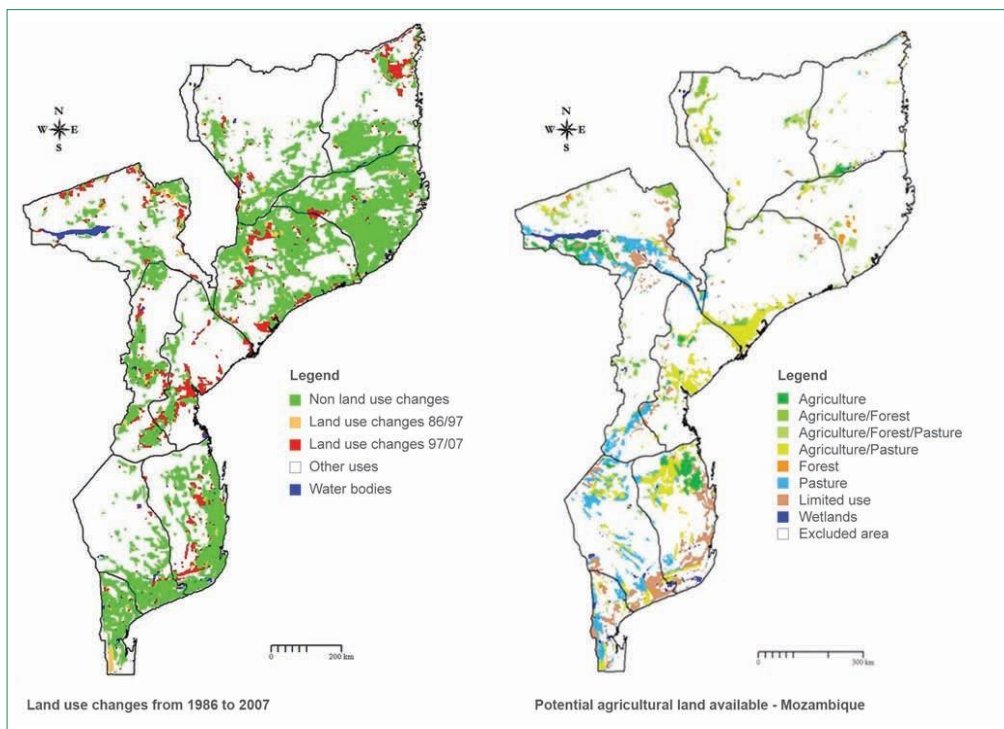 N
W E
S
Legend
Non land use changes
Land use changes 86/97
Land use changes 97/07
Other uses
Water bodies
200 km
Land use changes from 1986 to 2007
N
W E
S
Legend
Agriculture
Agriculture/Forest
Agriculture/Forest/Pasture
Agriculture/Pasture
Forest
Pasture
Limited use
Wetlands
Excluded area
300 km
Potential agricultural land available - Mozambique